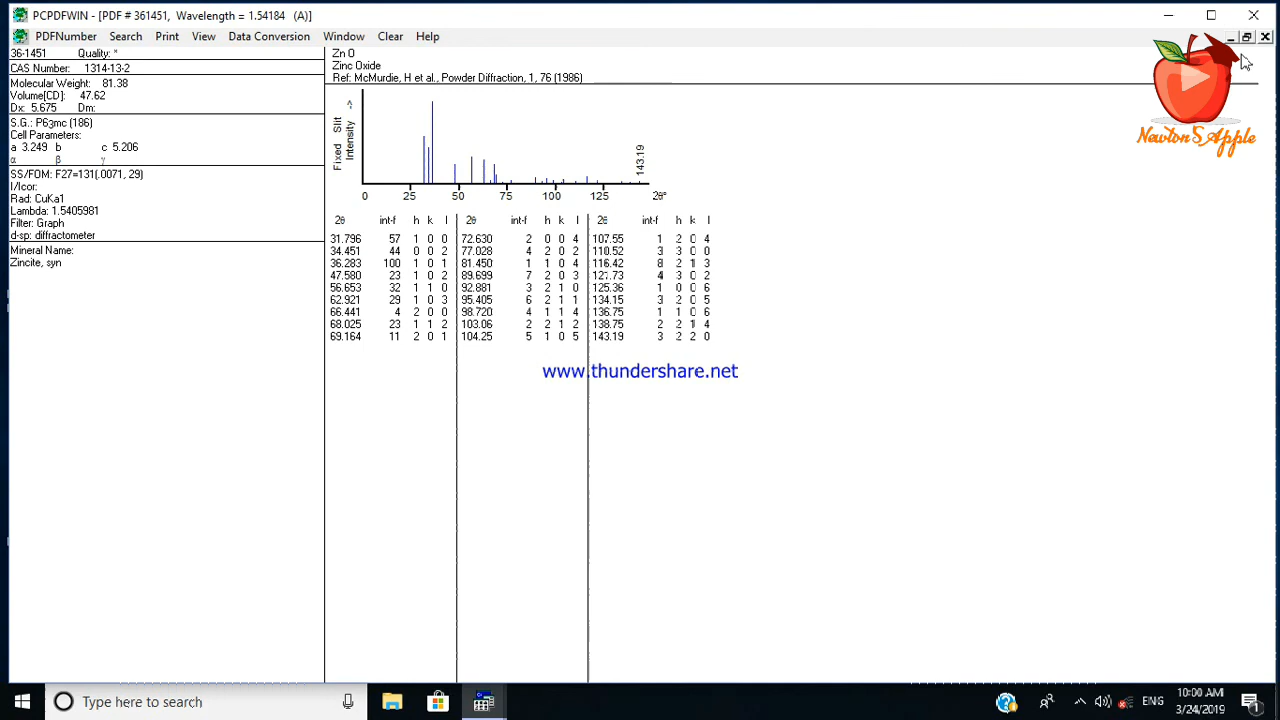 PCPDFWIN - [PDF # 361451, Wavelength = 1.54184 (A)]
PDFNumber Search Print View Data Conversion Window Clear Help
36-1451 Quality: *
CAS Number: 1314-13-2
Molecular Weight: 81.38
Volume[CD]: 47.62
Dx: 5.675 Dm:
S.G.: P63mc (186)
Cell Parameters:
a 3.249 b c 5.206
α β γ
SS/FOM: F27=131(.0071, 29)
I/Icor:
Rad: CuKa1
Lambda: 1.5405981
Filter: Graph
d-sp: diffractometer
Mineral Name:
Zincite, syn
Zn O
Zinc Oxide
Ref: McMurdie, H et al., Powder Diffraction, 1, 76 (1986)
Fixed Slit
Intensity ->
143.19
0 25 50 75 100 125 2θ°
2θ int-f h k l 2θ int-f h k l 2θ int-f h k l
31.796 57 1 0 0 72.630 2 0 0 4 107.55 1 2 0 4
34.451 44 0 0 2 77.028 4 2 0 2 110.52 3 3 0 0
36.283 100 1 0 1 81.450 1 1 0 4 116.42 8 2 1 3
47.580 23 1 0 2 89.699 7 2 0 3 121.73 4 3 0 2
56.653 32 1 1 0 92.881 3 2 1 0 125.36 1 0 0 6
62.921 29 1 0 3 95.405 6 2 1 1 134.15 3 2 0 5
66.441 4 2 0 0 98.720 4 1 1 4 136.75 1 1 0 6
68.025 23 1 1 2 103.06 2 2 1 2 138.75 2 2 1 4
69.164 11 2 0 1 104.25 5 1 0 5 143.19 3 2 2 0
www.thundershare.net
Newton S Apple
Type here to search
ENG
10:00 AM
3/24/2019
1